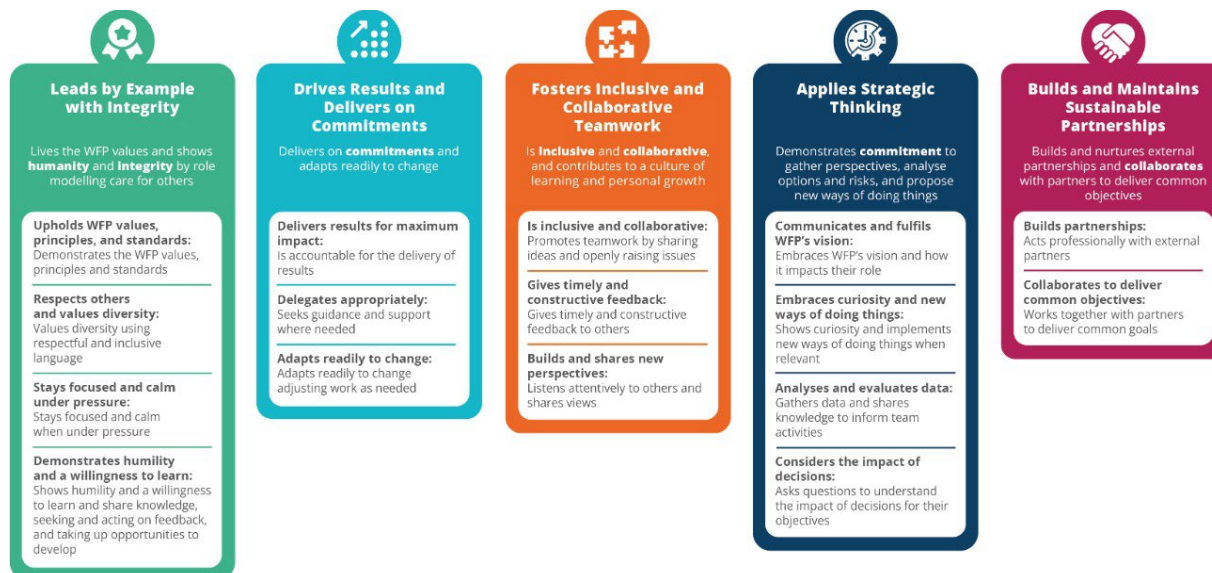 Leads by Example
with Integrity
Lives the WFP values and shows
humanity and integrity by role
modelling care for others
Upholds WFP values,
principles, and standards:
Demonstrates the WFP values,
principles and standards
Respects others
and values diversity:
Values diversity using
respectful and inclusive
language
Stays focused and calm
under pressure:
Stays focused and calm
when under pressure
Demonstrates humility
and a willingness to learn:
Shows humility and a willingness
to learn and share knowledge,
seeking and acting on feedback,
and taking up opportunities to
develop
Drives Results and
Delivers on
Commitments
Delivers on commitments and
adapts readily to change
Delivers results for maximum
impact:
Is accountable for the delivery of
results
Delegates appropriately:
Seeks guidance and support
where needed
Adapts readily to change:
Adapts readily to change
adjusting work as needed
Fosters Inclusive and
Collaborative
Teamwork
Is inclusive and collaborative,
and contributes to a culture of
learning and personal growth
Is inclusive and collaborative:
Promotes teamwork by sharing
ideas and openly raising issues
Gives timely and
constructive feedback:
Gives timely and constructive
feedback to others
Builds and shares new
perspectives:
Listens attentively to others and
shares views
Applies Strategic
Thinking
Demonstrates commitment to
gather perspectives, analyse
options and risks, and propose
new ways of doing things
Communicates and fulfils
WFP's vision:
Embraces WFP's vision and how
it impacts their role
Embraces curiosity and new
ways of doing things:
Shows curiosity and implements
new ways of doing things when
relevant
Analyses and evaluates data:
Gathers data and shares
knowledge to inform team
activities
Considers the impact of
decisions:
Asks questions to understand
the impact of decisions for their
objectives
Builds and Maintains
Sustainable
Partnerships
Builds and nurtures external
partnerships and collaborates
with partners to deliver common
objectives
Builds partnerships:
Acts professionally with external
partners
Collaborates to deliver
common objectives:
Works together with partners
to deliver common goals